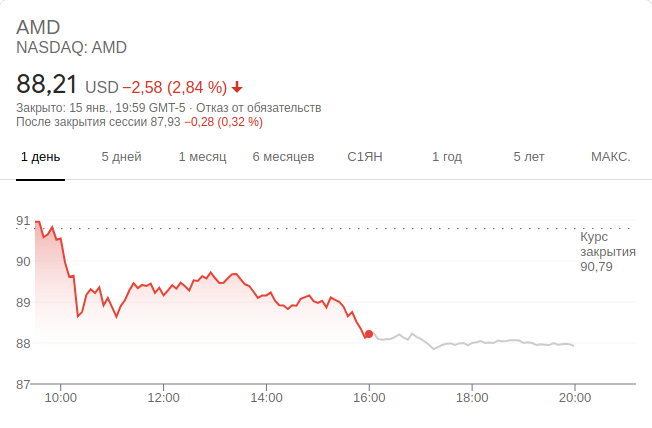 AMD
NASDAQ: AMD
88,21 USD −2,58 (2,84 %)
Закрыто: 15 янв., 19:59 GMT-5 · Отказ от обязательств
После закрытия сессии 87,93 −0,28 (0,32 %)
1 день 5 дней 1 месяц 6 месяцев С1ЯН 1 год 5 лет МАКС.
91
Курс
закрытия
90,79
90
89
88
87
10:00 12:00 14:00 16:00 18:00 20:00